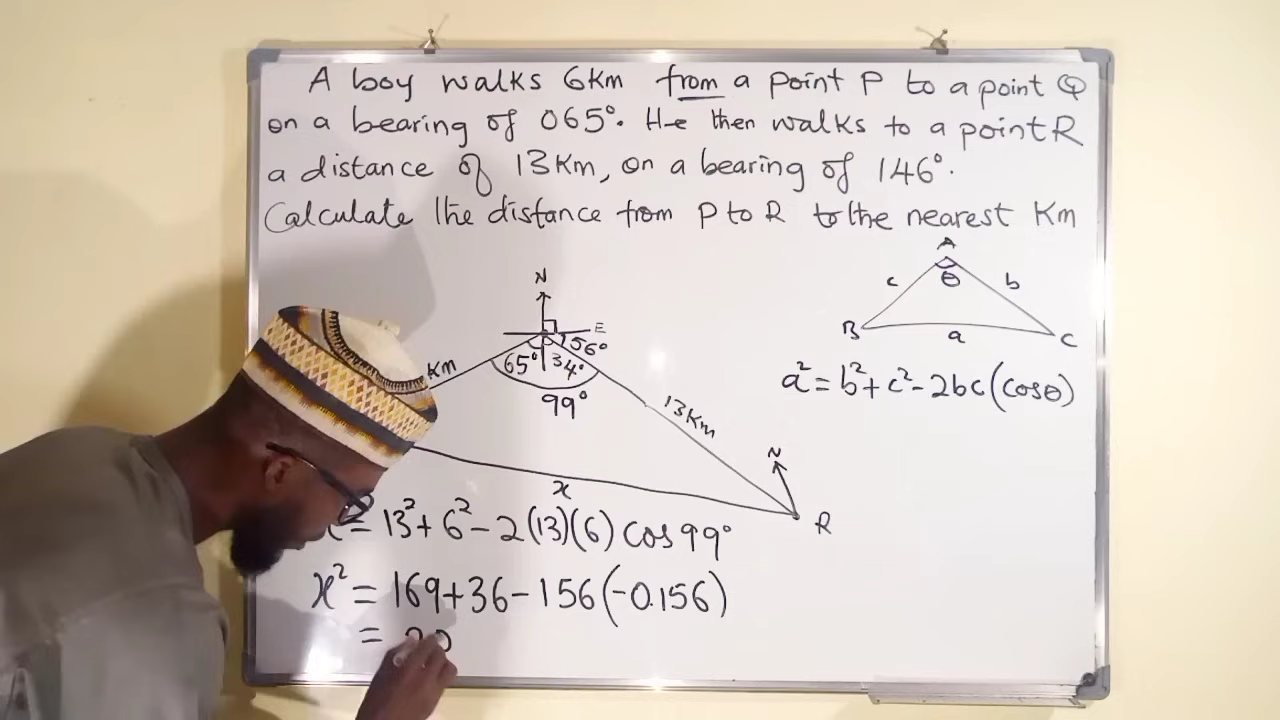 A boy walks 6Km from a point P to a point Q
on a bearing of 065°. He then walks to a point R
a distance of 13Km, on a bearing of 146°.
Calculate the distance from P to R to the nearest Km
A
c θ b
B a C
a² = b² + c² - 2bc(cosθ)
N
E
56°
65° 34°
Km
99°
13Km
N
x
R
= 13² + 6² - 2(13)(6) cos 99°
x² = 169 + 36 - 156(-0.156)
= 20